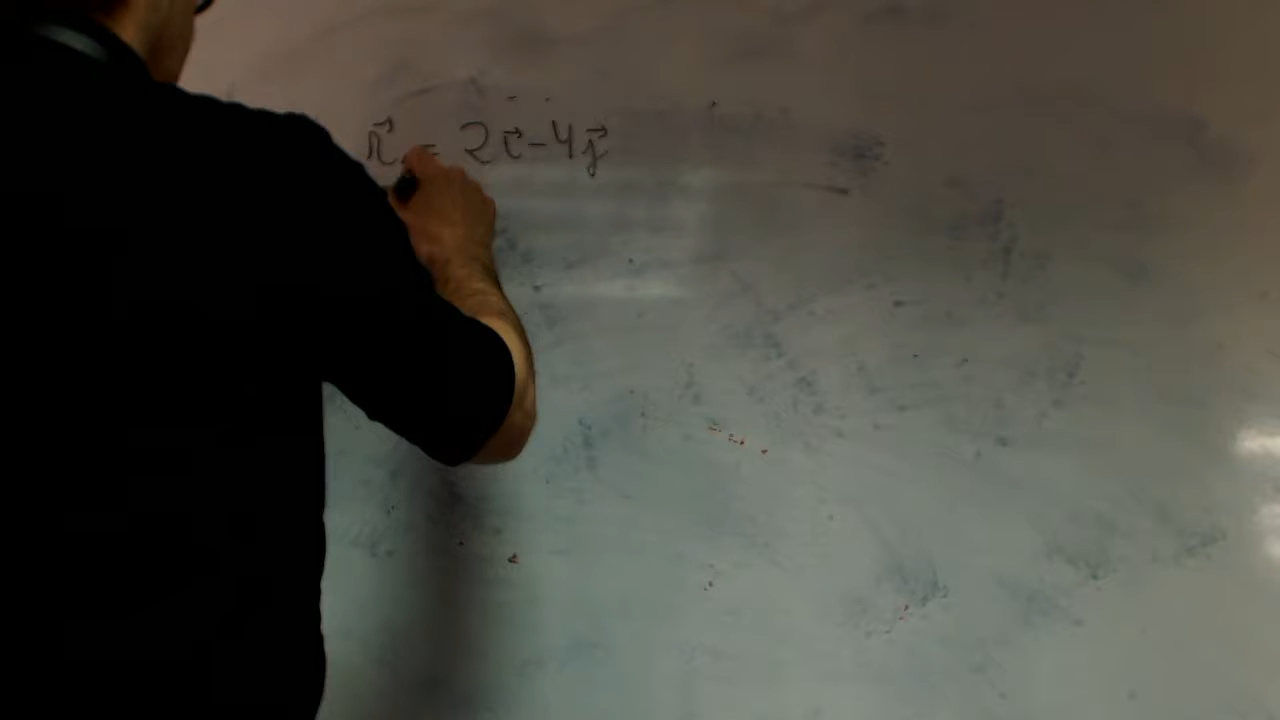 r⃗ = 2i⃗-4j⃗